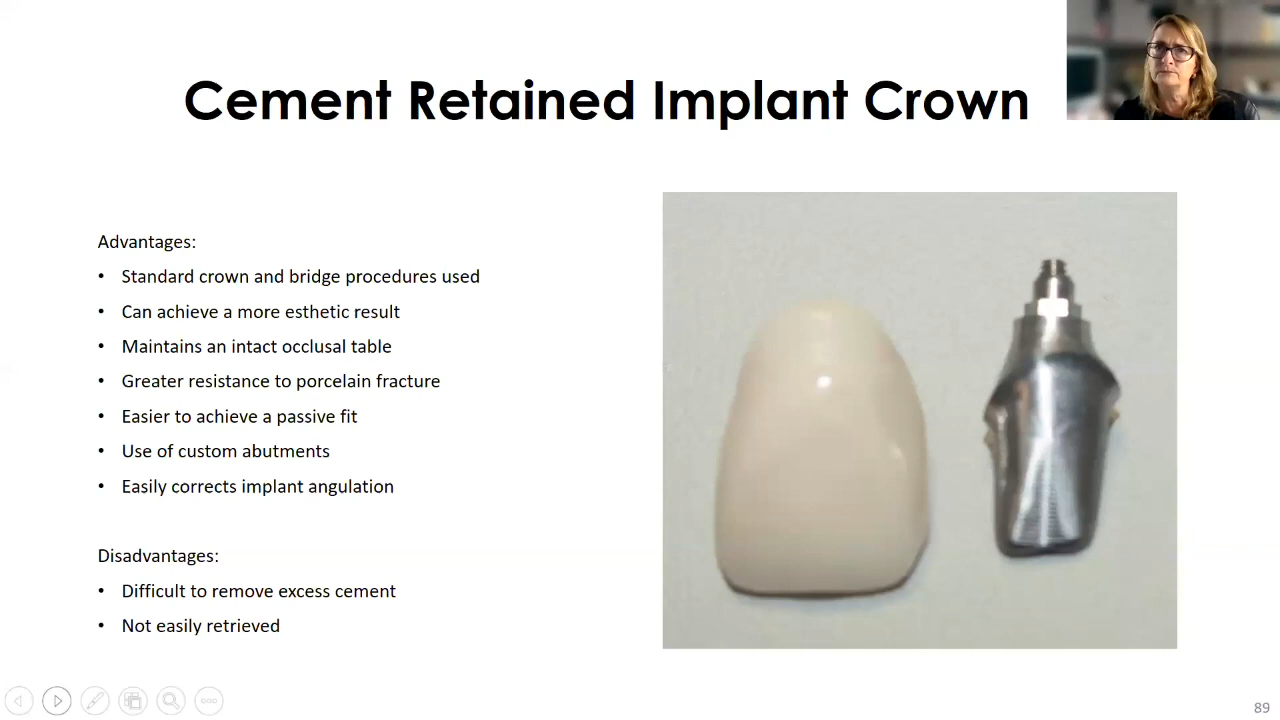 Cement Retained Implant Crown
Advantages:
• Standard crown and bridge procedures used
• Can achieve a more esthetic result
• Maintains an intact occlusal table
• Greater resistance to porcelain fracture
• Easier to achieve a passive fit
• Use of custom abutments
• Easily corrects implant angulation
Disadvantages:
• Difficult to remove excess cement
• Not easily retrieved
89